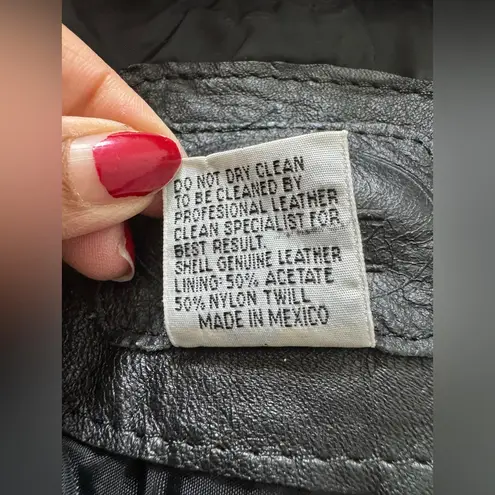 DO NOT DRY CLEAN
TO BE CLEANED BY
PROFESIONAL LEATHER
CLEAN SPECIALIST FOR
BEST RESULT.
SHELL GENUINE LEATHER
LINING: 50% ACETATE
50% NYLON TWILL
MADE IN MEXICO